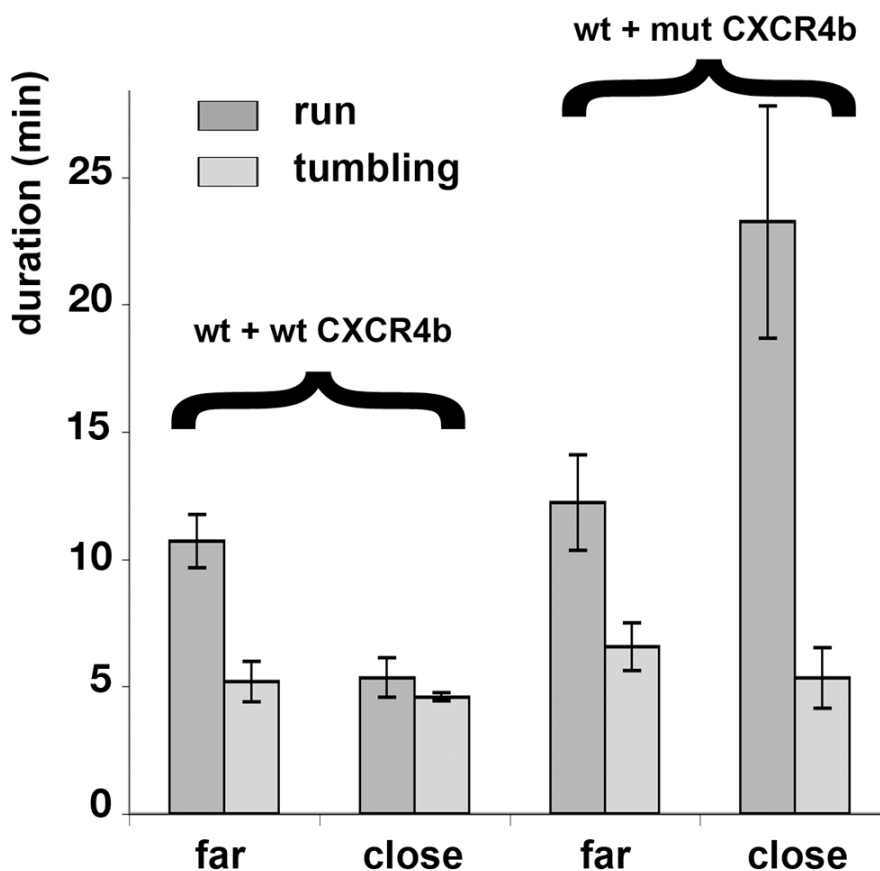 wt + mut CXCR4b
duration (min)
run
tumbling
25
20
wt + wt CXCR4b
15
10
5
0
far
close
far
close